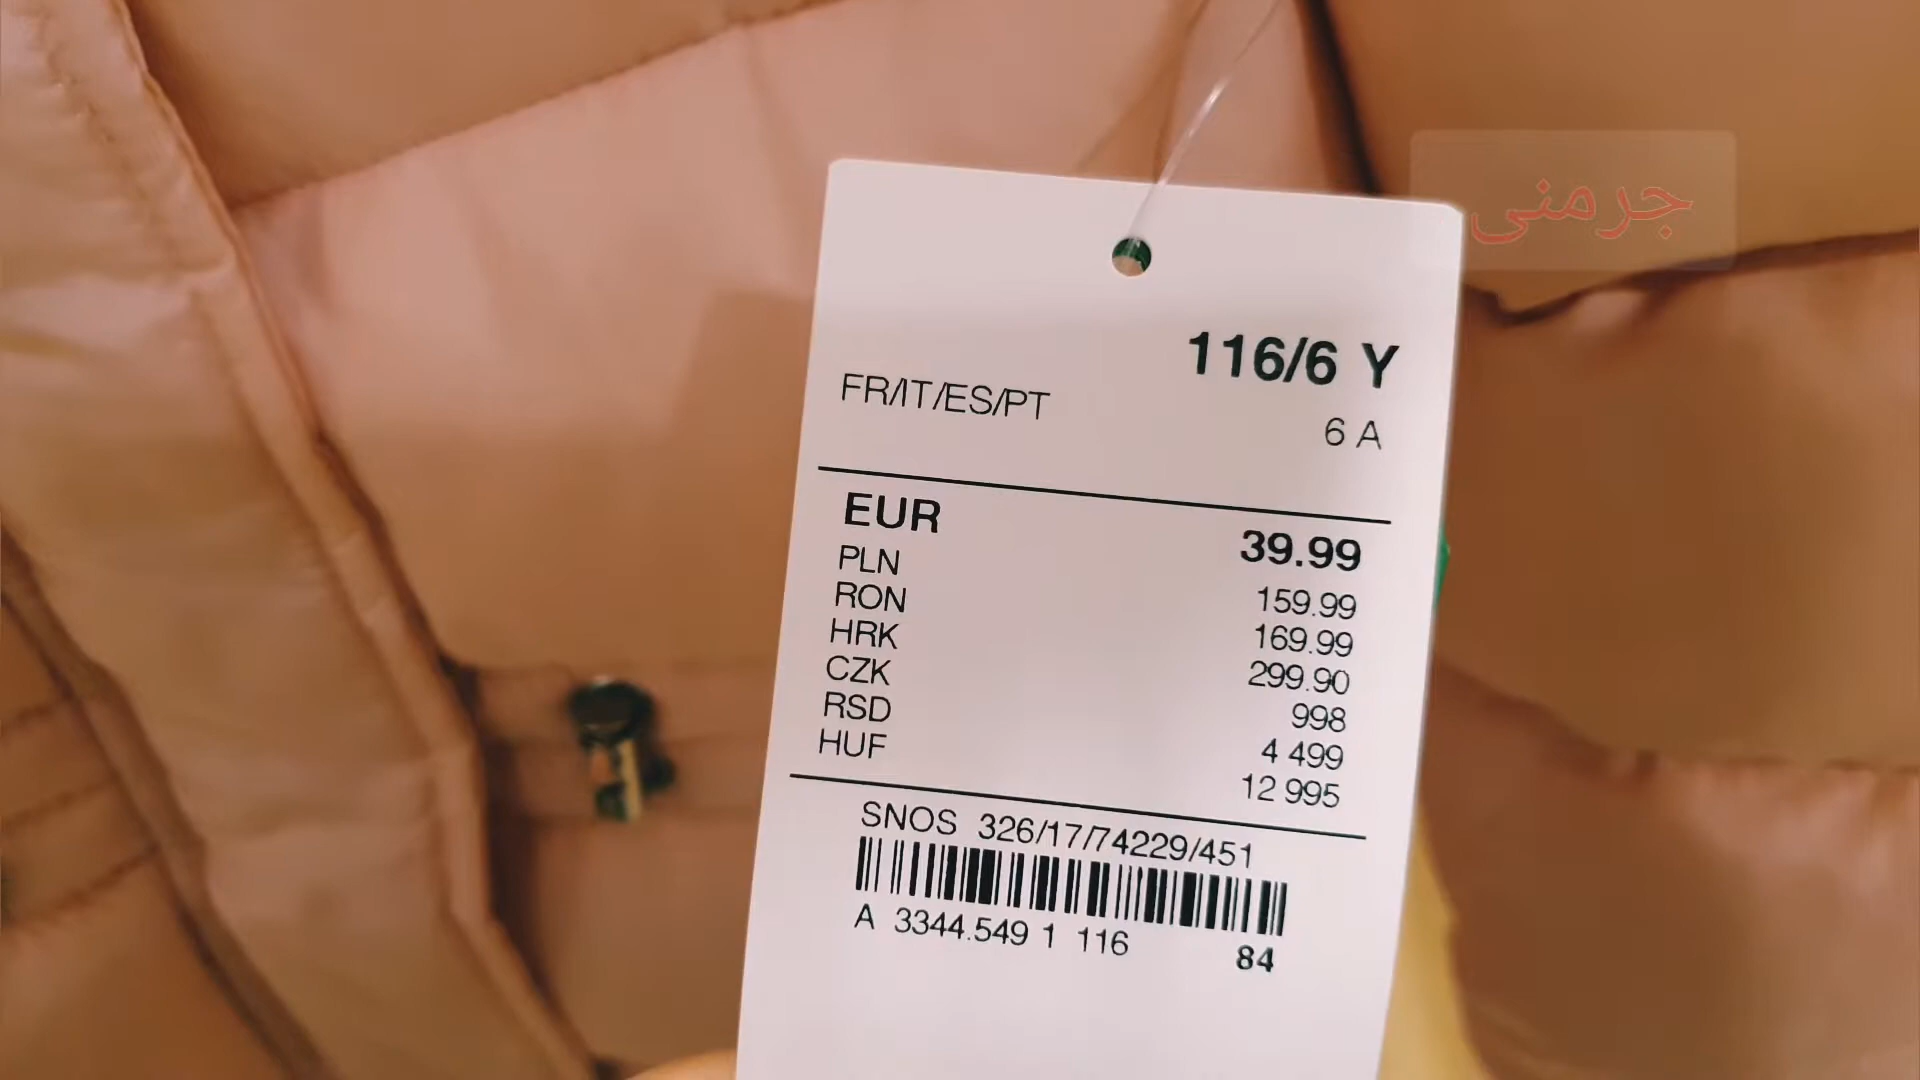 جرمنی
116/6 Y
FR/IT/ES/PT 6 A
EUR 39.99
PLN 159.99
RON 169.99
HRK 299.90
CZK 998
RSD 4 499
HUF 12 995
SNOS 326/17/74229/451
A 3344.549 1 116 84